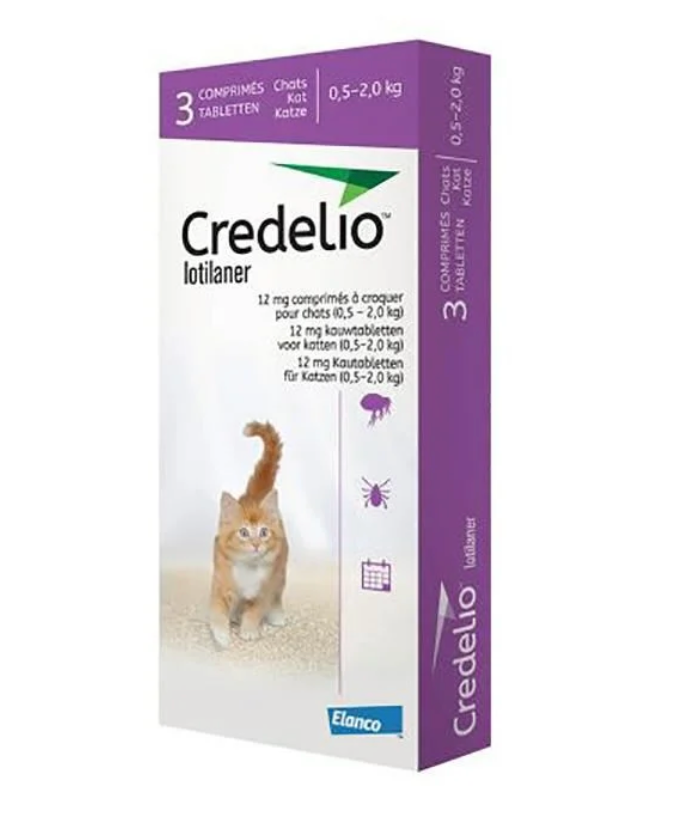 3 COMPRIMÉS
TABLETTEN
Chats
Kat
Katze
0,5–2,0 kg
Credelio™
lotilaner
12 mg comprimés à croquer
pour chats (0,5 – 2,0 kg)
12 mg kauwtabletten
voor katten (0,5–2,0 kg)
12 mg Kautabletten
für Katzen (0,5–2,0 kg)
Elanco
3 COMPRIMÉS
TABLETTEN
Chats
Kat
Katze
0,5–2,0 kg
Credelio
lotilaner